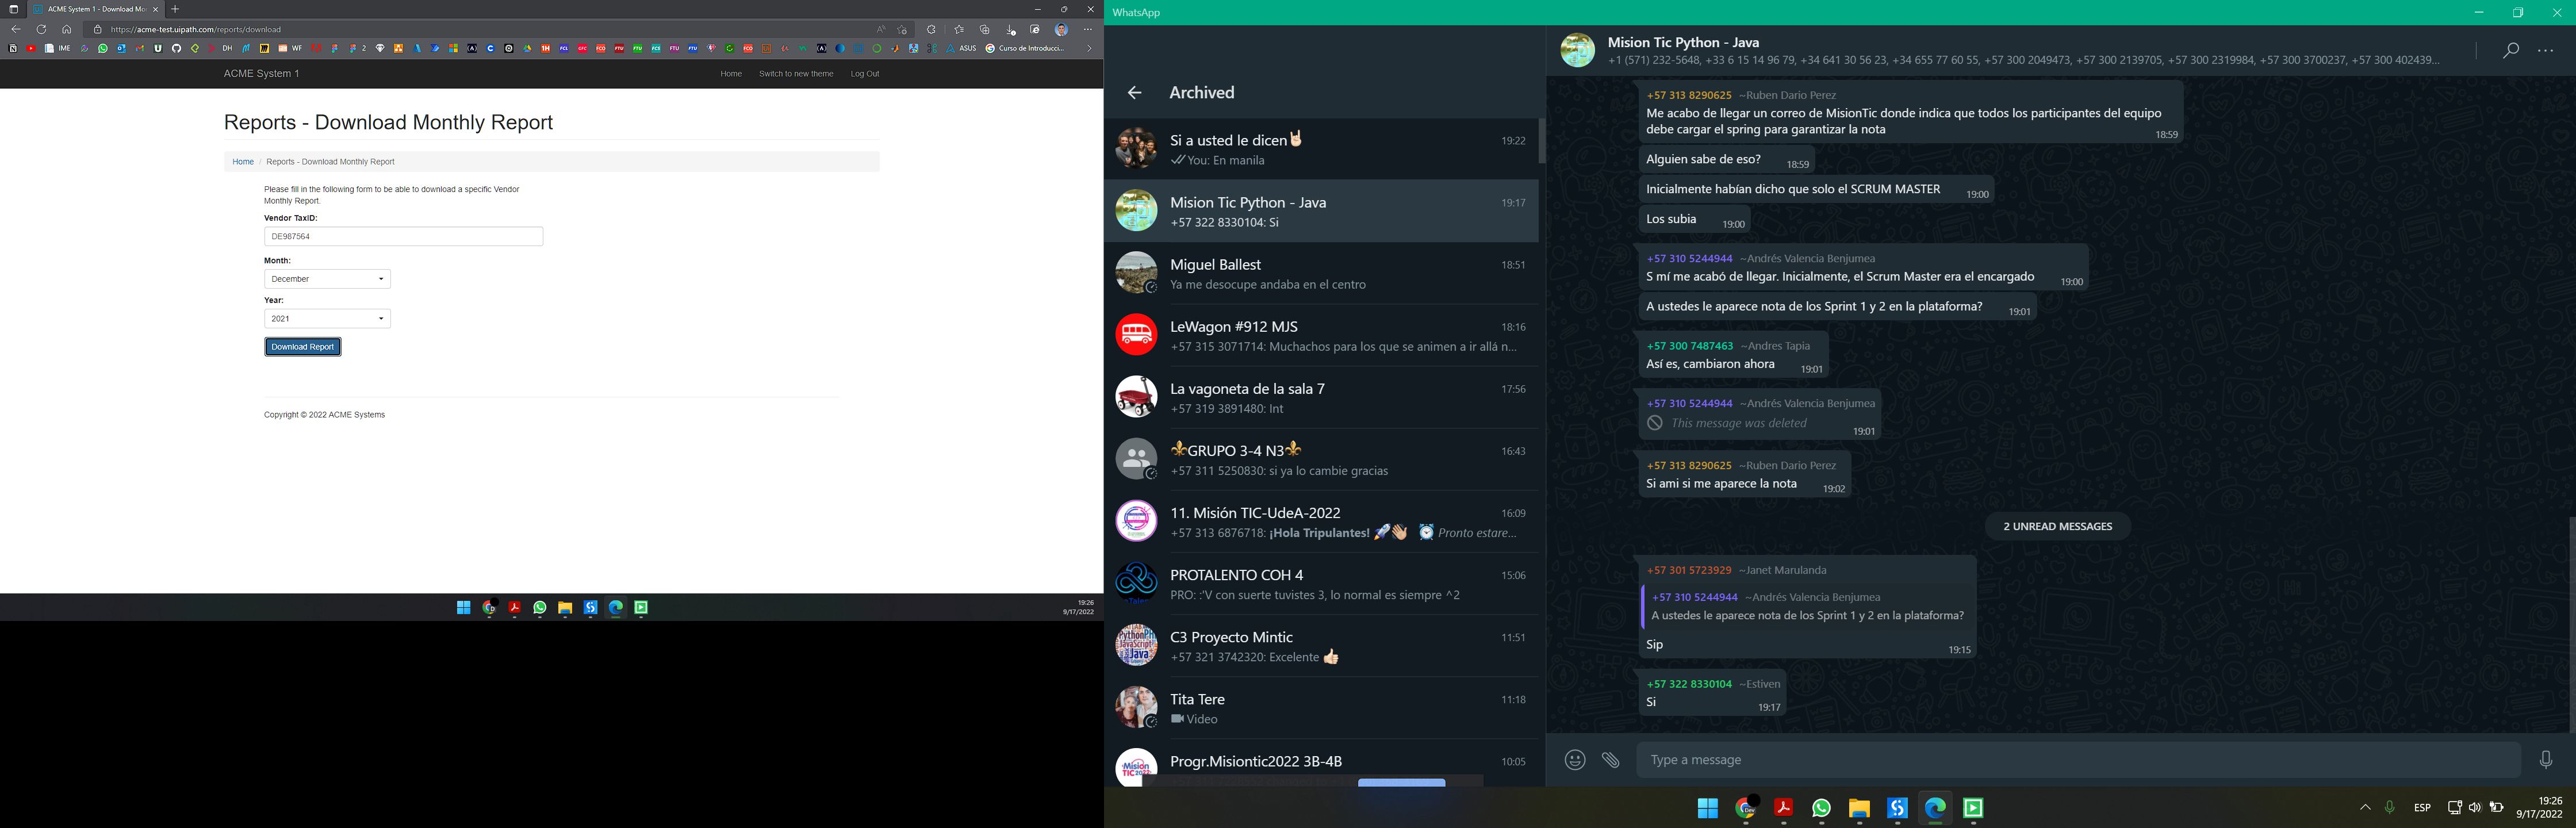 ACME System 1 - Download Mo
https://acme-test.uipath.com/reports/download
IME
DH
WF
2
ASUS
Curso de Introducci...
ACME System 1
Home
Switch to new theme
Log Out
Reports - Download Monthly Report
Home / Reports - Download Monthly Report
Please fill in the following form to be able to download a specific Vendor
Monthly Report.
Vendor TaxID:
DE987564
Month:
December
Year:
2021
Download Report
Copyright © 2022 ACME Systems
19:26
9/17/2022
WhatsApp
Archived
Si a usted le dicen🤘🏻
19:22
You: En manila
Mision Tic Python - Java
19:17
+57 322 8330104: Si
Miguel Ballest
18:51
Ya me desocupe andaba en el centro
LeWagon #912 MJS
18:16
+57 315 3071714: Muchachos para los que se animen a ir allá n...
La vagoneta de la sala 7
17:56
+57 319 3891480: Int
⚜️GRUPO 3-4 N3⚜️
16:43
+57 311 5250830: si ya lo cambie gracias
11. Misión TIC-UdeA-2022
16:09
+57 313 6876718: ¡Hola Tripulantes! 🚀👋🏽 ⏰ Pronto estare...
PROTALENTO COH 4
15:06
PRO: :'V con suerte tuvistes 3, lo normal es siempre ^2
C3 Proyecto Mintic
11:51
+57 321 3742320: Excelente 👍🏻
Tita Tere
11:18
Video
Progr.Misiontic2022 3B-4B
10:05
Mision Tic Python - Java
+1 (571) 232-5648, +33 6 15 14 96 79, +34 641 30 56 23, +34 655 77 60 55, +57 300 2049473, +57 300 2139705, +57 300 2319984, +57 300 3700237, +57 300 402439...
+57 313 8290625 ~Ruben Dario Perez
Me acabo de llegar un correo de MisionTic donde indica que todos los participantes del equipo
debe cargar el spring para garantizar la nota
18:59
Alguien sabe de eso?
18:59
Inicialmente habían dicho que solo el SCRUM MASTER
19:00
Los subia
19:00
+57 310 5244944 ~Andrés Valencia Benjumea
S mí me acabó de llegar. Inicialmente, el Scrum Master era el encargado
19:00
A ustedes le aparece nota de los Sprint 1 y 2 en la plataforma?
19:01
+57 300 7487463 ~Andres Tapia
Así es, cambiaron ahora
19:01
+57 310 5244944 ~Andrés Valencia Benjumea
This message was deleted
19:01
+57 313 8290625 ~Ruben Dario Perez
Si ami si me aparece la nota
19:02
2 UNREAD MESSAGES
+57 301 5723929 ~Janet Marulanda
+57 310 5244944 ~Andrés Valencia Benjumea
A ustedes le aparece nota de los Sprint 1 y 2 en la plataforma?
Sip
19:15
+57 322 8330104 ~Estiven
Si
19:17
Type a message
ESP
19:26
9/17/2022